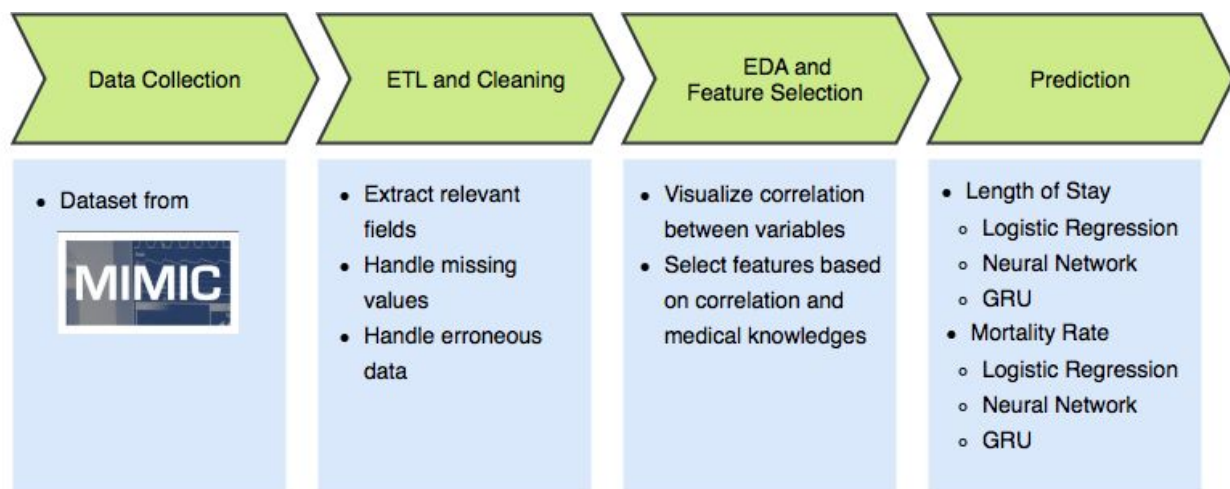 Data Collection
ETL and Cleaning
EDA and
Feature Selection
Prediction
• Dataset from
MIMIC
• Extract relevant
fields
• Handle missing
values
• Handle erroneous
data
• Visualize correlation
between variables
• Select features based
on correlation and
medical knowledges
• Length of Stay
o Logistic Regression
o Neural Network
o GRU
• Mortality Rate
o Logistic Regression
o Neural Network
o GRU